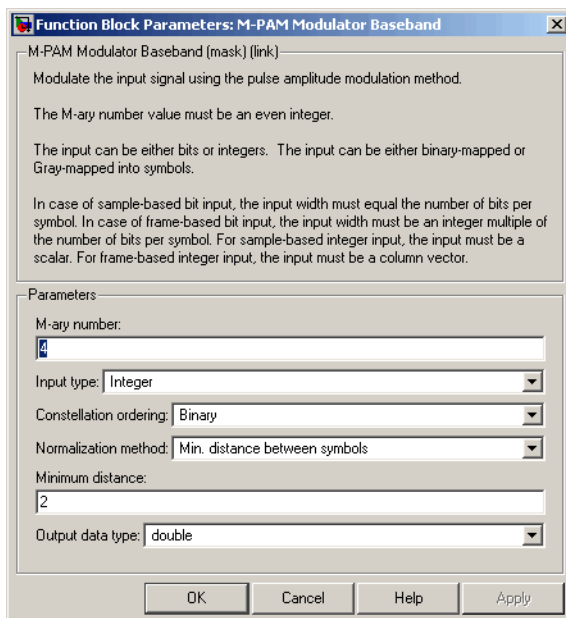 Function Block Parameters: M-PAM Modulator Baseband
M-PAM Modulator Baseband (mask) (link)
Modulate the input signal using the pulse amplitude modulation method.
The M-ary number value must be an even integer.
The input can be either bits or integers.  The input can be either binary-mapped or
Gray-mapped into symbols.
In case of sample-based bit input, the input width must equal the number of bits per
symbol. In case of frame-based bit input, the input width must be an integer multiple of
the number of bits per symbol. For sample-based integer input, the input must be a
scalar. For frame-based integer input, the input must be a column vector.
Parameters
M-ary number:
4
Input type: Integer
Constellation ordering: Binary
Normalization method: Min. distance between symbols
Minimum distance:
2
Output data type: double
OK Cancel Help Apply